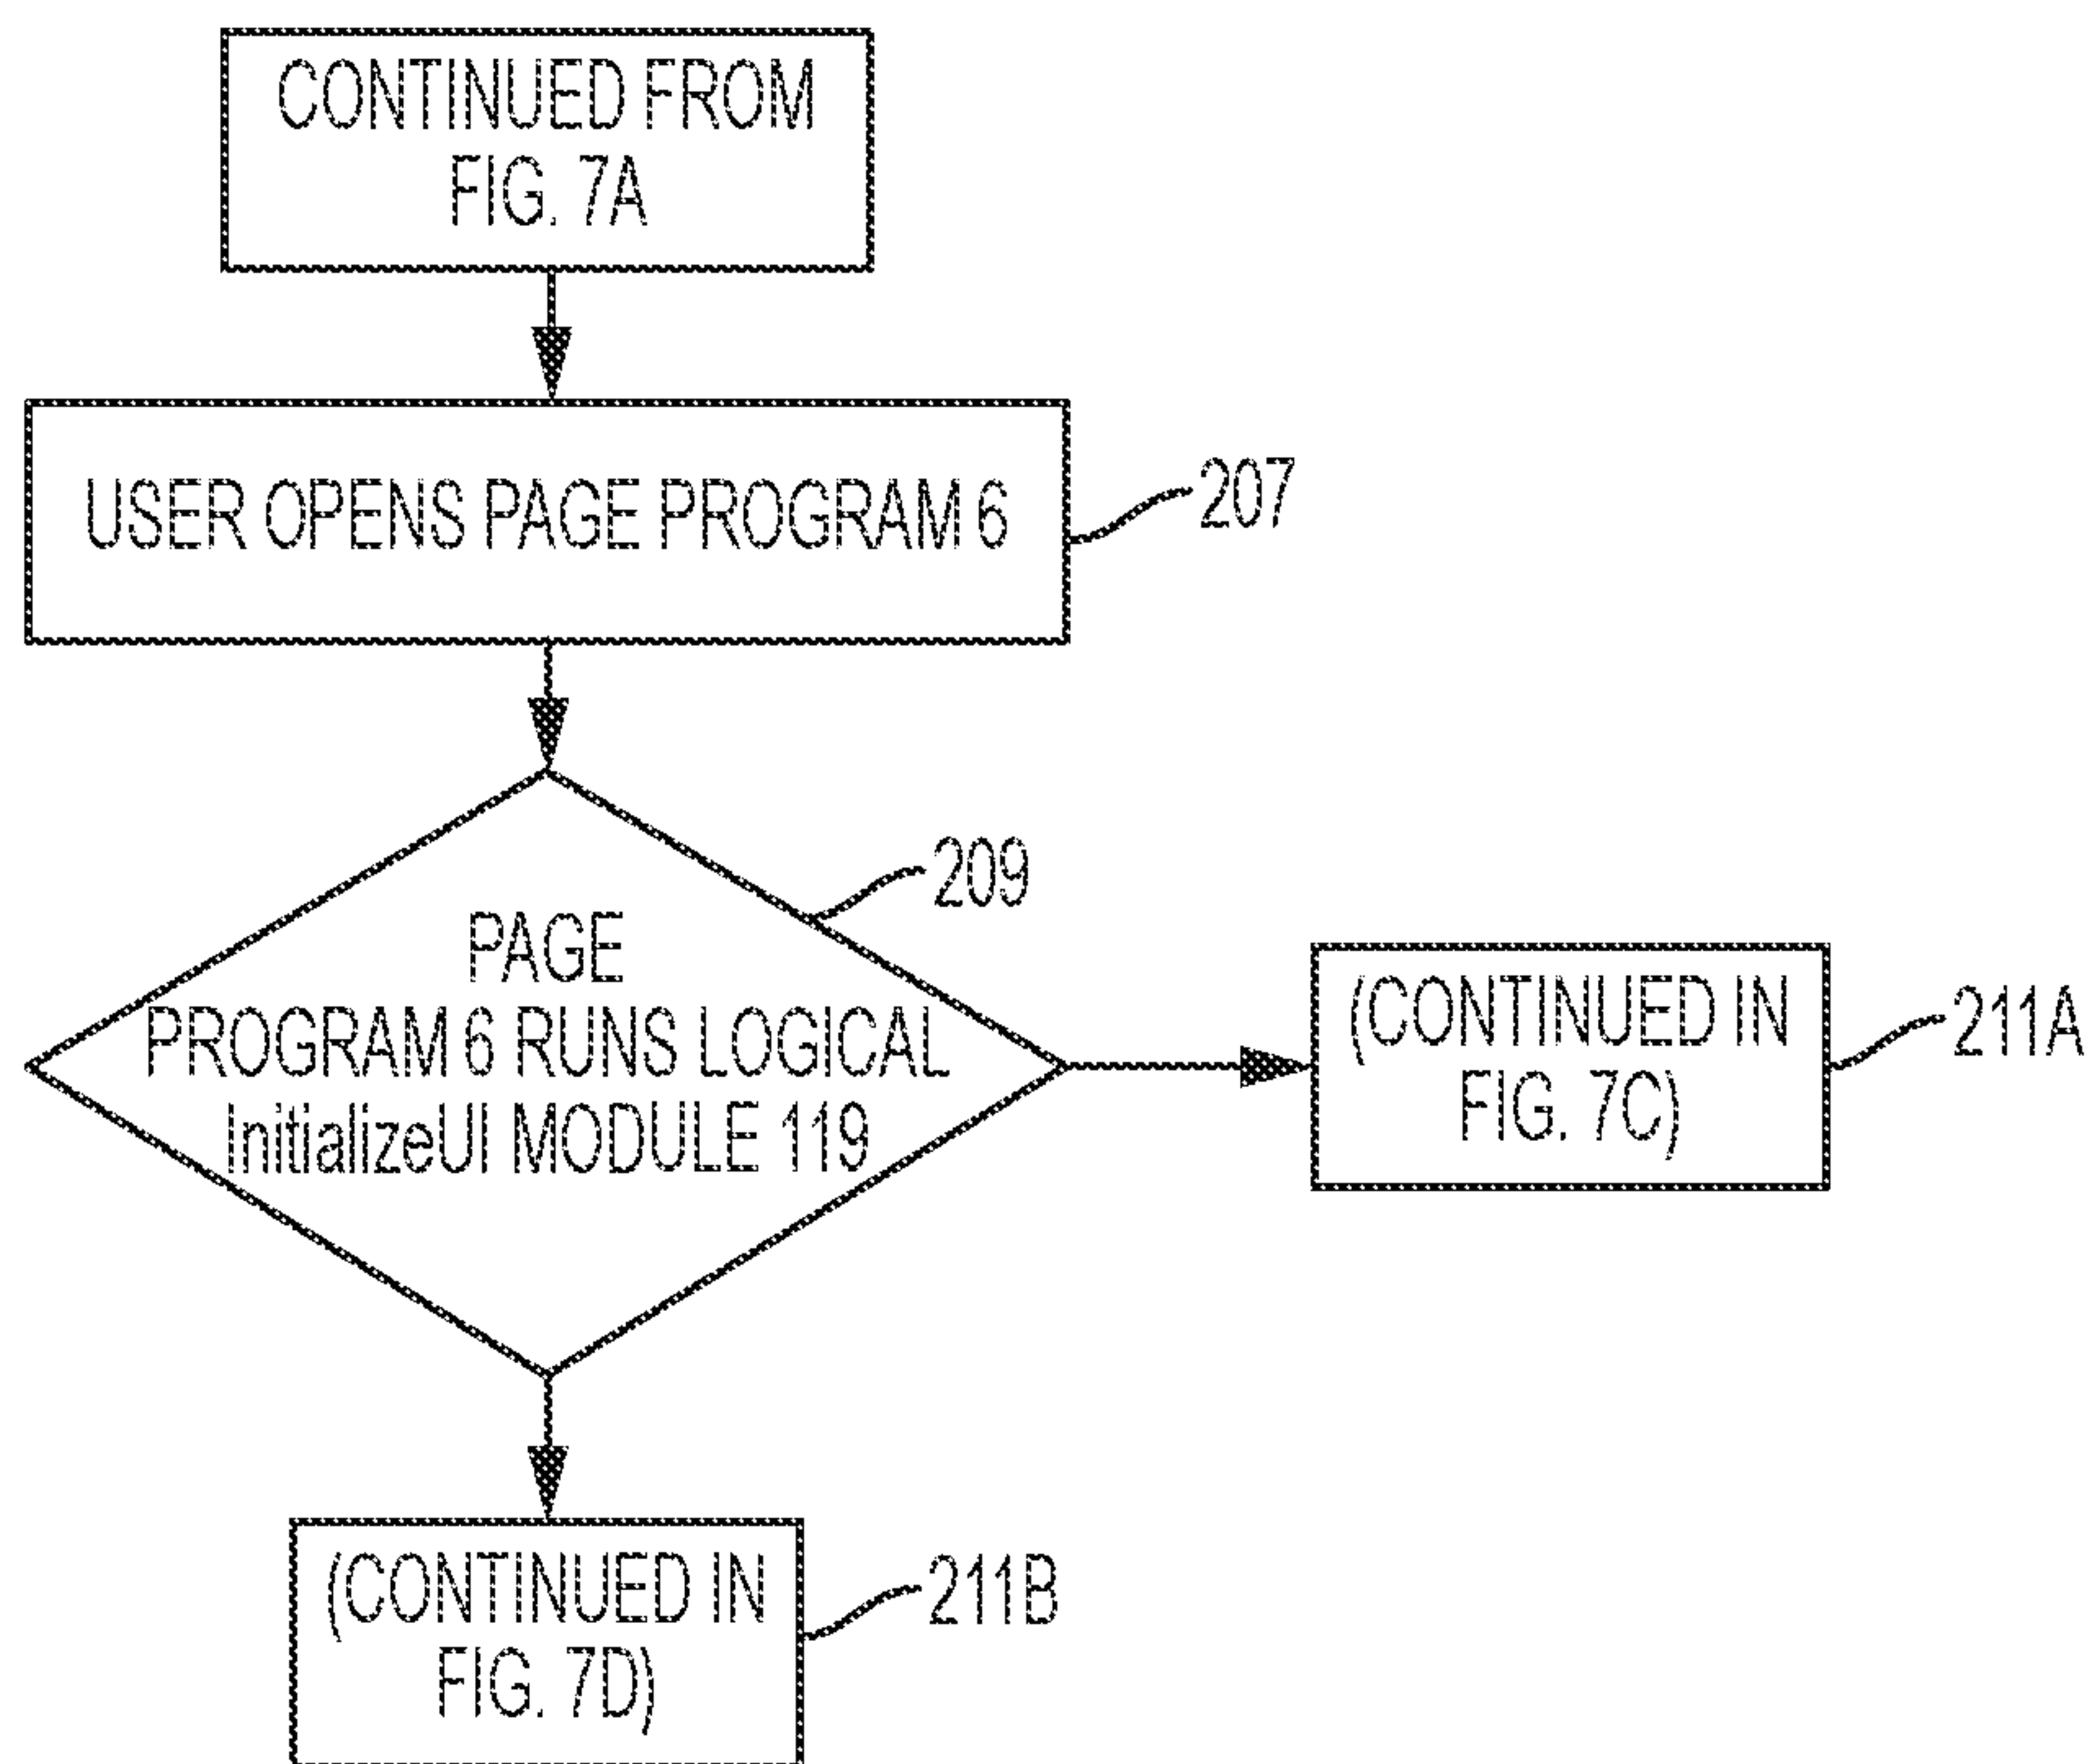 CONTINUED FROM
FIG. 7A
USER OPENS PAGE PROGRAM 6
207
209
PAGE
PROGRAM 6 RUNS LOGICAL
InitializeUI MODULE 119
(CONTINUED IN
FIG. 7C)
211A
(CONTINUED IN
FIG. 7D)
211B